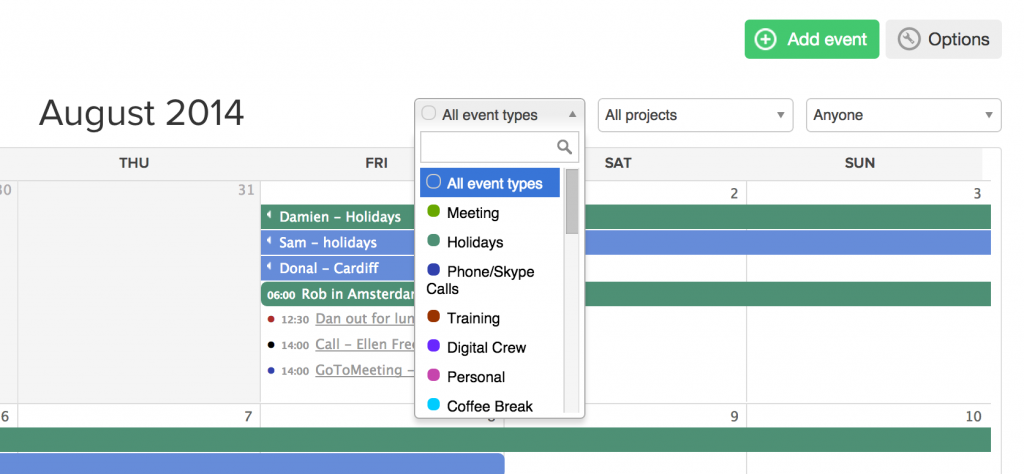 Add event
Options
August 2014
All event types
All projects
Anyone
THU
FRI
SAT
SUN
All event types
Meeting
Holidays
Phone/Skype
Calls
Training
Digital Crew
Personal
Coffee Break
30
31
2
3
Damien – Holidays
Sam – holidays
Donal – Cardiff
06:00 Rob in Amsterdam
12:30 Dan out for lun
14:00 Call – Ellen Fre
14:00 GoToMeeting –
6
7
9
10